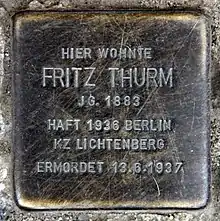 HIER WOHNTE
FRITZ THURM
JG. 1883
HAFT 1936 BERLIN
KZ LICHTENBERG
ERMORDET 13.6.1937